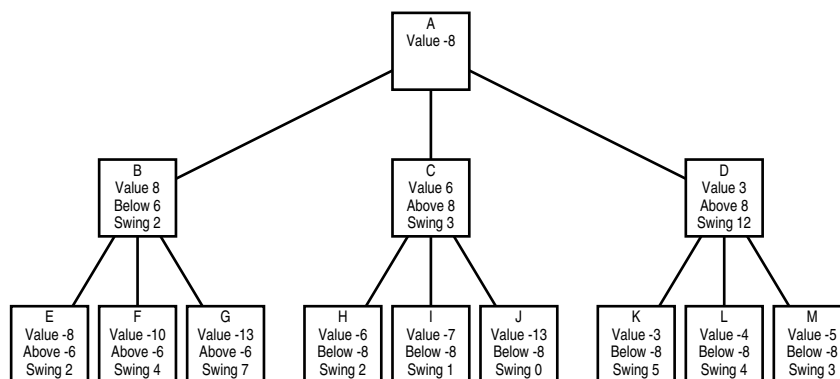 A
Value -8
B
Value 8
Below 6
Swing 2
C
Value 6
Above 8
Swing 3
D
Value 3
Above 8
Swing 12
E
Value -8
Above -6
Swing 2
F
Value -10
Above -6
Swing 4
G
Value -13
Above -6
Swing 7
H
Value -6
Below -8
Swing 2
I
Value -7
Below -8
Swing 1
J
Value -13
Below -8
Swing 0
K
Value -3
Below -8
Swing 5
L
Value -4
Below -8
Swing 4
M
Value -5
Below -8
Swing 3